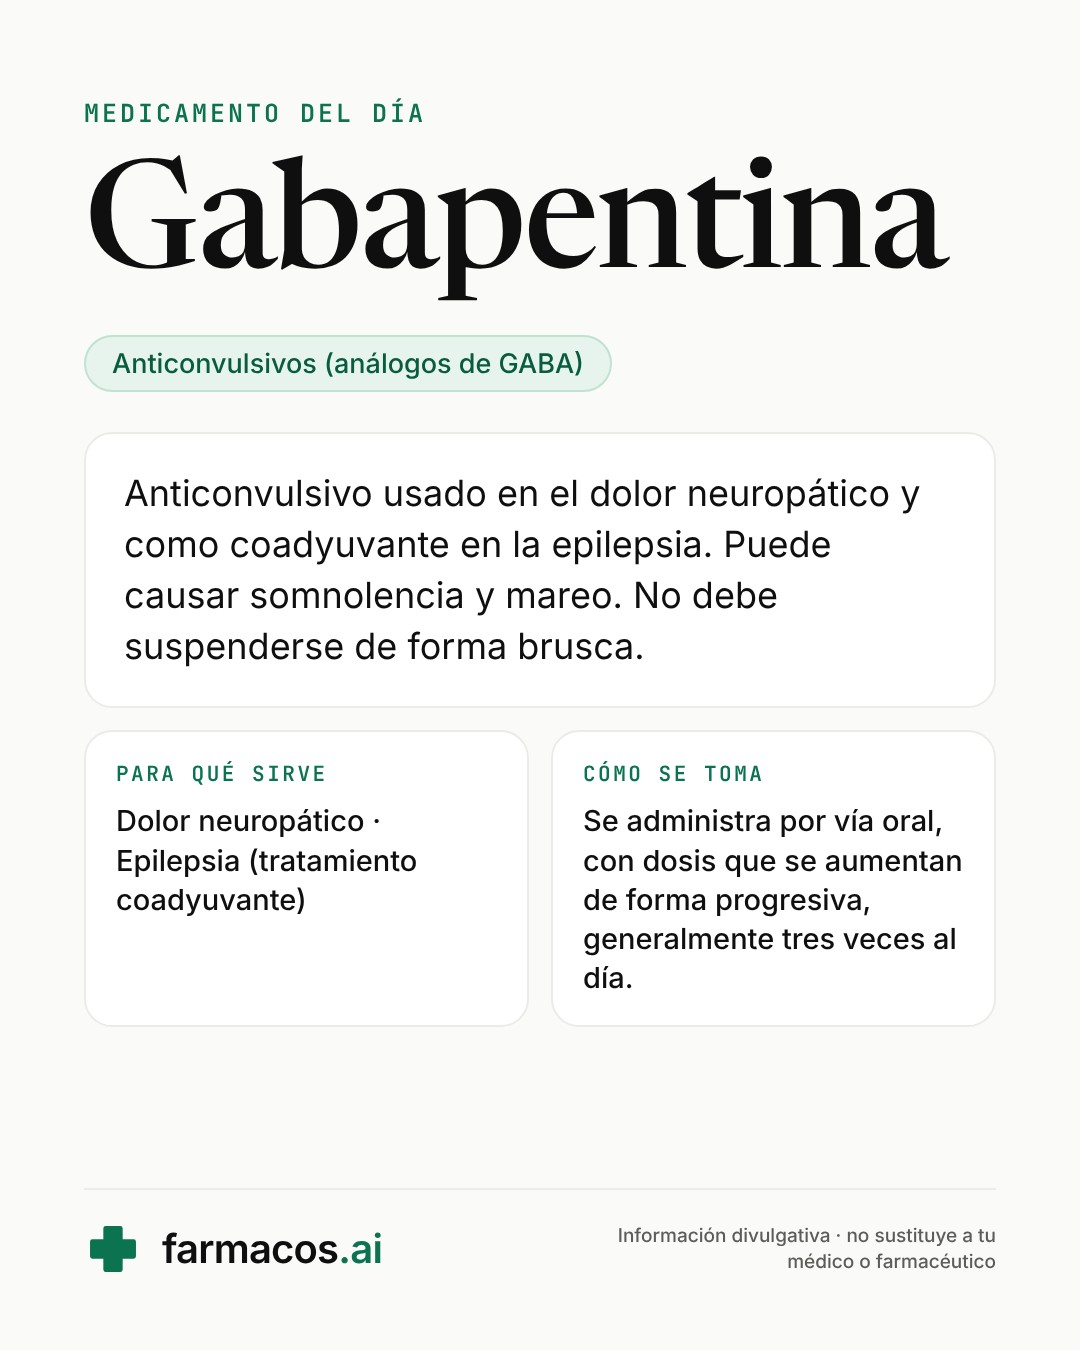 MEDICAMENTO DEL DÍA
Gabapentina
Anticonvulsivos (análogos de GABA)
Anticonvulsivo usado en el dolor neuropático y
como coadyuvante en la epilepsia. Puede
causar somnolencia y mareo. No debe
suspenderse de forma brusca.
PARA QUÉ SIRVE
Dolor neuropático ·
Epilepsia (tratamiento
coadyuvante)
CÓMO SE TOMA
Se administra por vía oral,
con dosis que se aumentan
de forma progresiva,
generalmente tres veces al
día.
farmacos.ai
Información divulgativa · no sustituye a tu
médico o farmacéutico